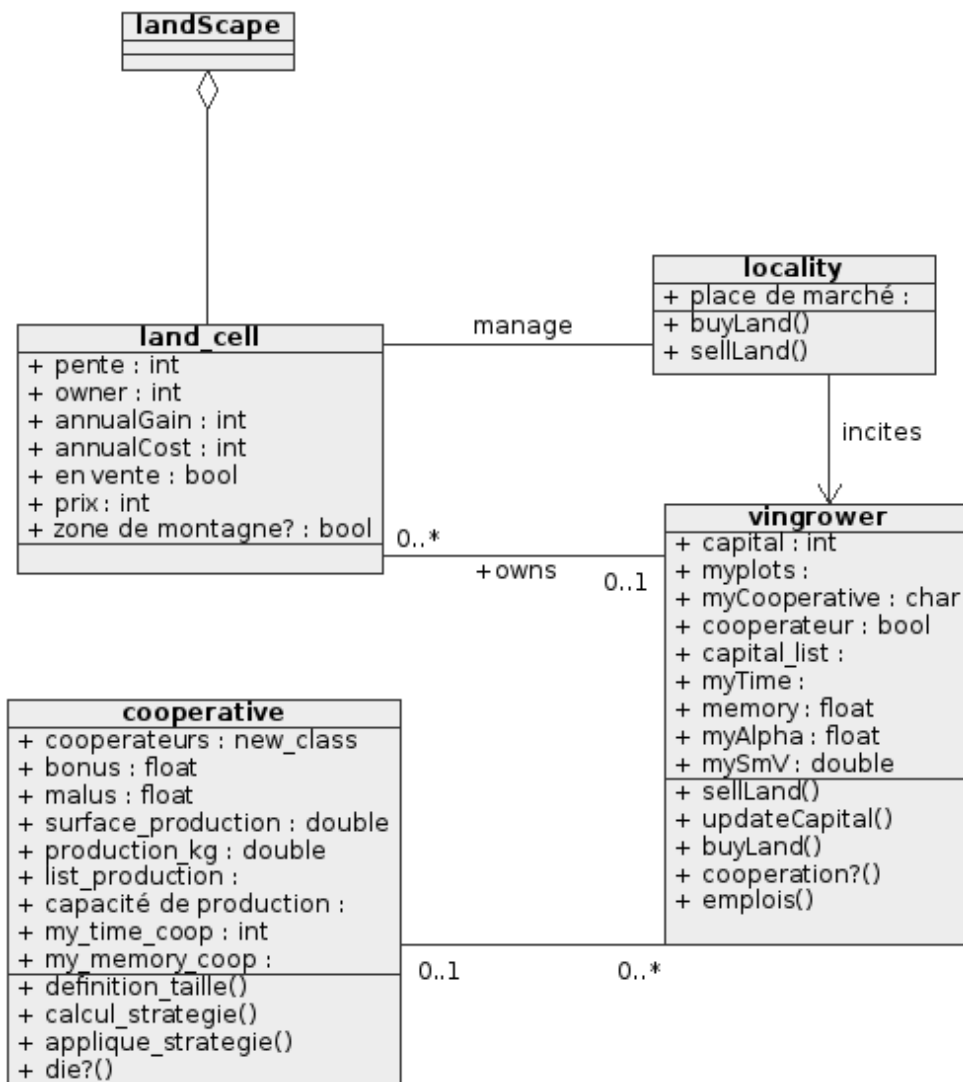 landScape
locality
+ place de marché :
+ buyLand()
+ sellLand()
manage
land_cell
+ pente : int
+ owner : int
+ annualGain : int
+ annualCost : int
+ en vente : bool
+ prix : int
+ zone de montagne? : bool
incites
0..*
+owns
0..1
vingrower
+ capital : int
+ myplots :
+ myCooperative : char
+ cooperateur : bool
+ capital_list :
+ myTime :
+ memory : float
+ myAlpha : float
+ mySmV : double
+ sellLand()
+ updateCapital()
+ buyLand()
+ cooperation?()
+ emplois()
cooperative
+ cooperateurs : new_class
+ bonus : float
+ malus : float
+ surface_production : double
+ production_kg : double
+ list_production :
+ capacité de production :
+ my_time_coop : int
+ my_memory_coop :
+ definition_taille()
+ calcul_strategie()
+ applique_strategie()
+ die?()
0..1
0..*